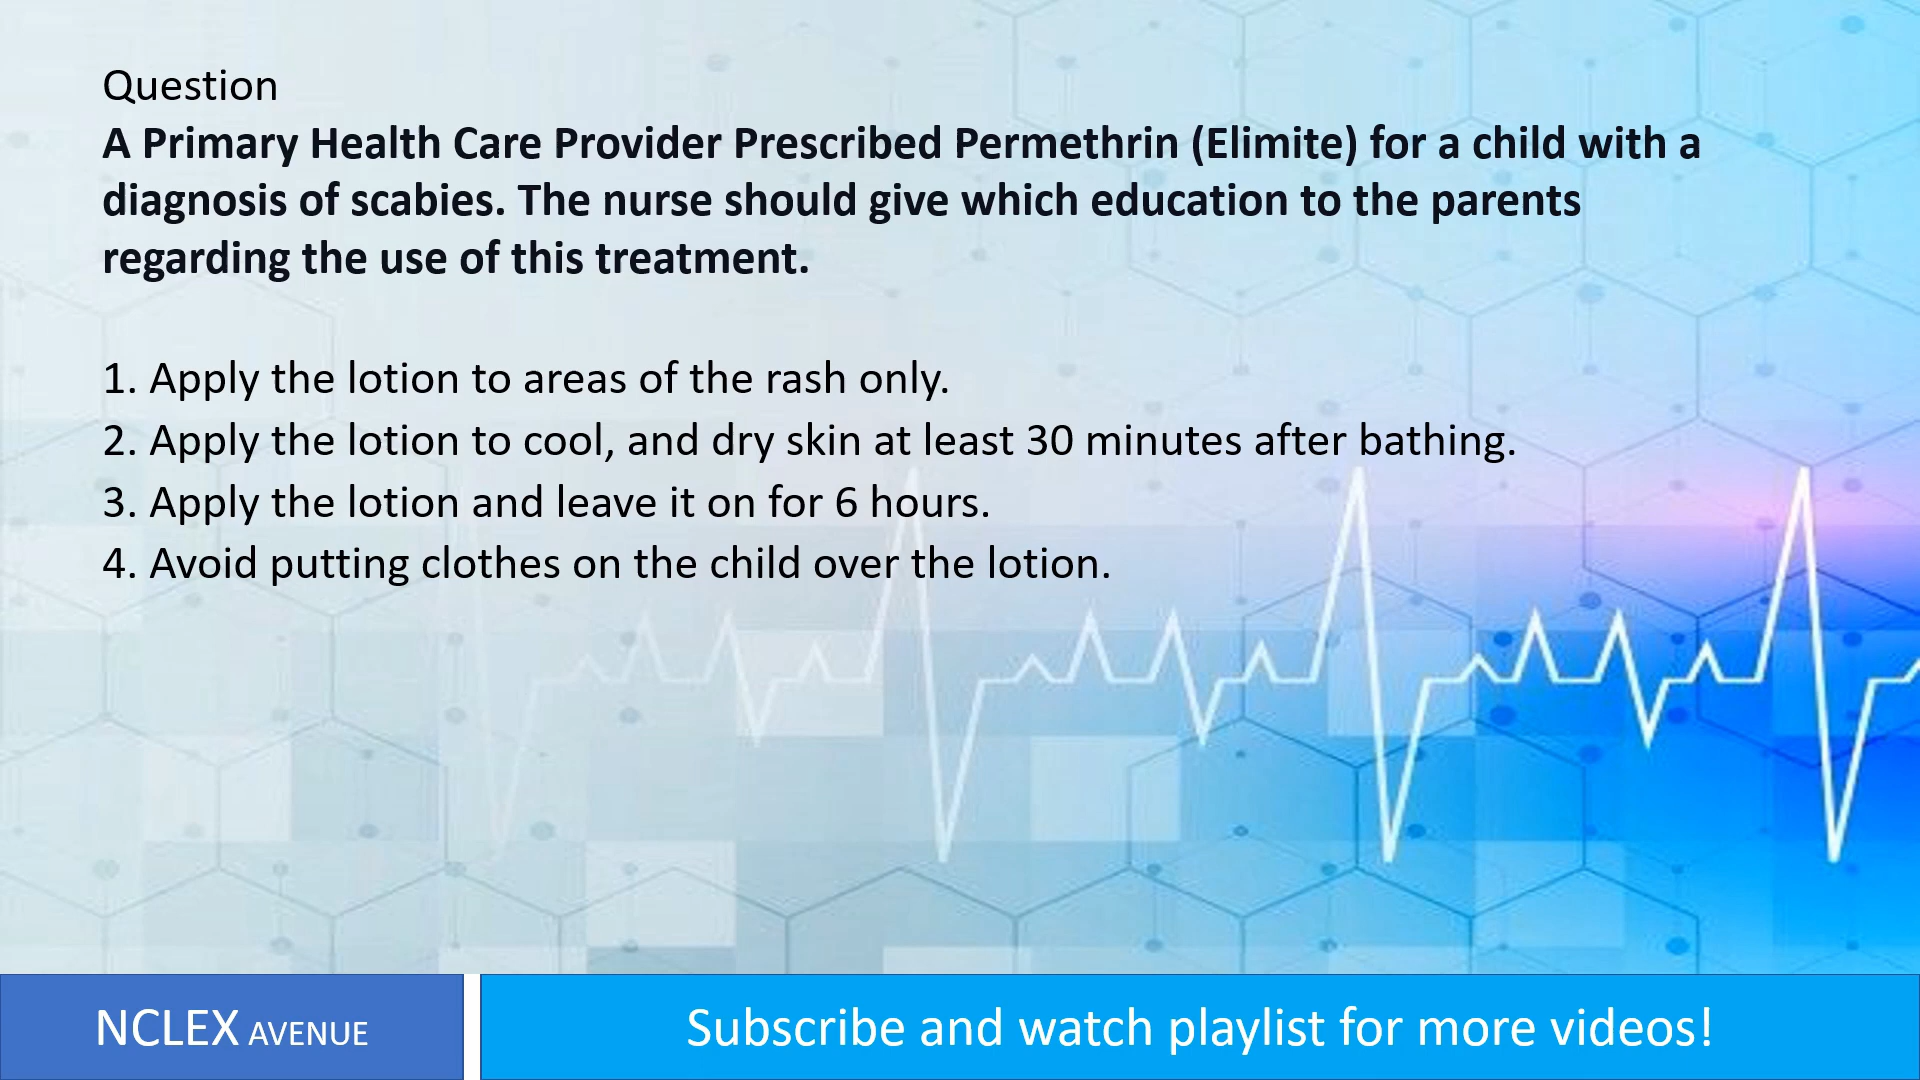 Question
A Primary Health Care Provider Prescribed Permethrin (Elimite) for a child with a
diagnosis of scabies. The nurse should give which education to the parents
regarding the use of this treatment.
1. Apply the lotion to areas of the rash only.
2. Apply the lotion to cool, and dry skin at least 30 minutes after bathing.
3. Apply the lotion and leave it on for 6 hours.
4. Avoid putting clothes on the child over the lotion.
NCLEX AVENUE
Subscribe and watch playlist for more videos!